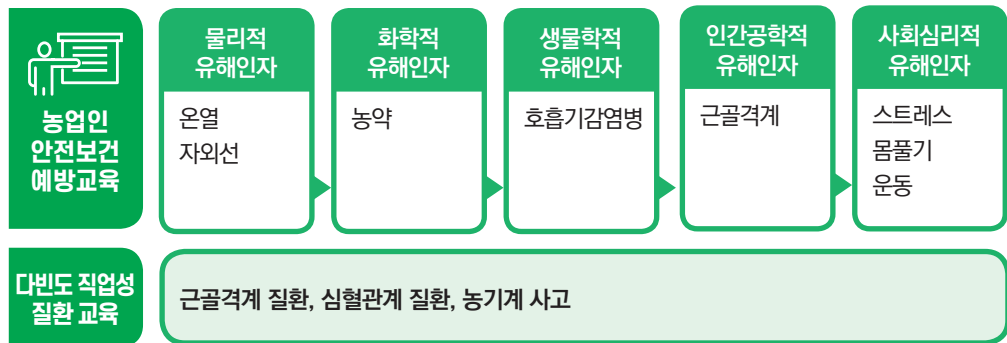 농업인
안전보건
예방교육
물리적
유해인자
온열
자외선
화학적
유해인자
농약
생물학적
유해인자
호흡기감염병
인간공학적
유해인자
근골격계
사회심리적
유해인자
스트레스
몸풀기
운동
다빈도 직업성
질환 교육
근골격계 질환, 심혈관계 질환, 농기계 사고